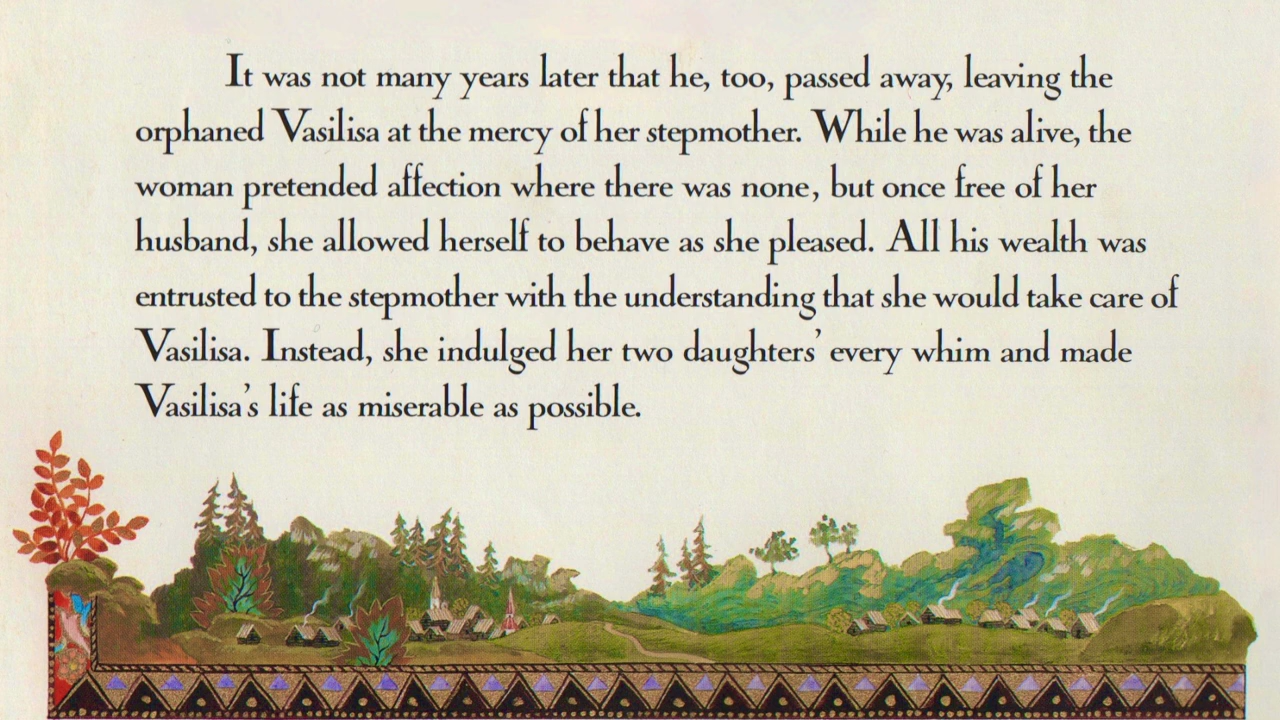 It was not many years later that he, too, passed away, leaving the
orphaned Vasilisa at the mercy of her stepmother. While he was alive, the
woman pretended affection where there was none, but once free of her
husband, she allowed herself to behave as she pleased. All his wealth was
entrusted to the stepmother with the understanding that she would take care of
Vasilisa. Instead, she indulged her two daughters’ every whim and made
Vasilisa’s life as miserable as possible.